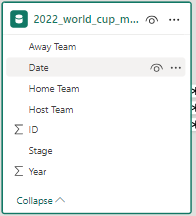 2022_world_cup_m...
Away Team
Date
Home Team
Host Team
ID
Stage
Year
Collapse